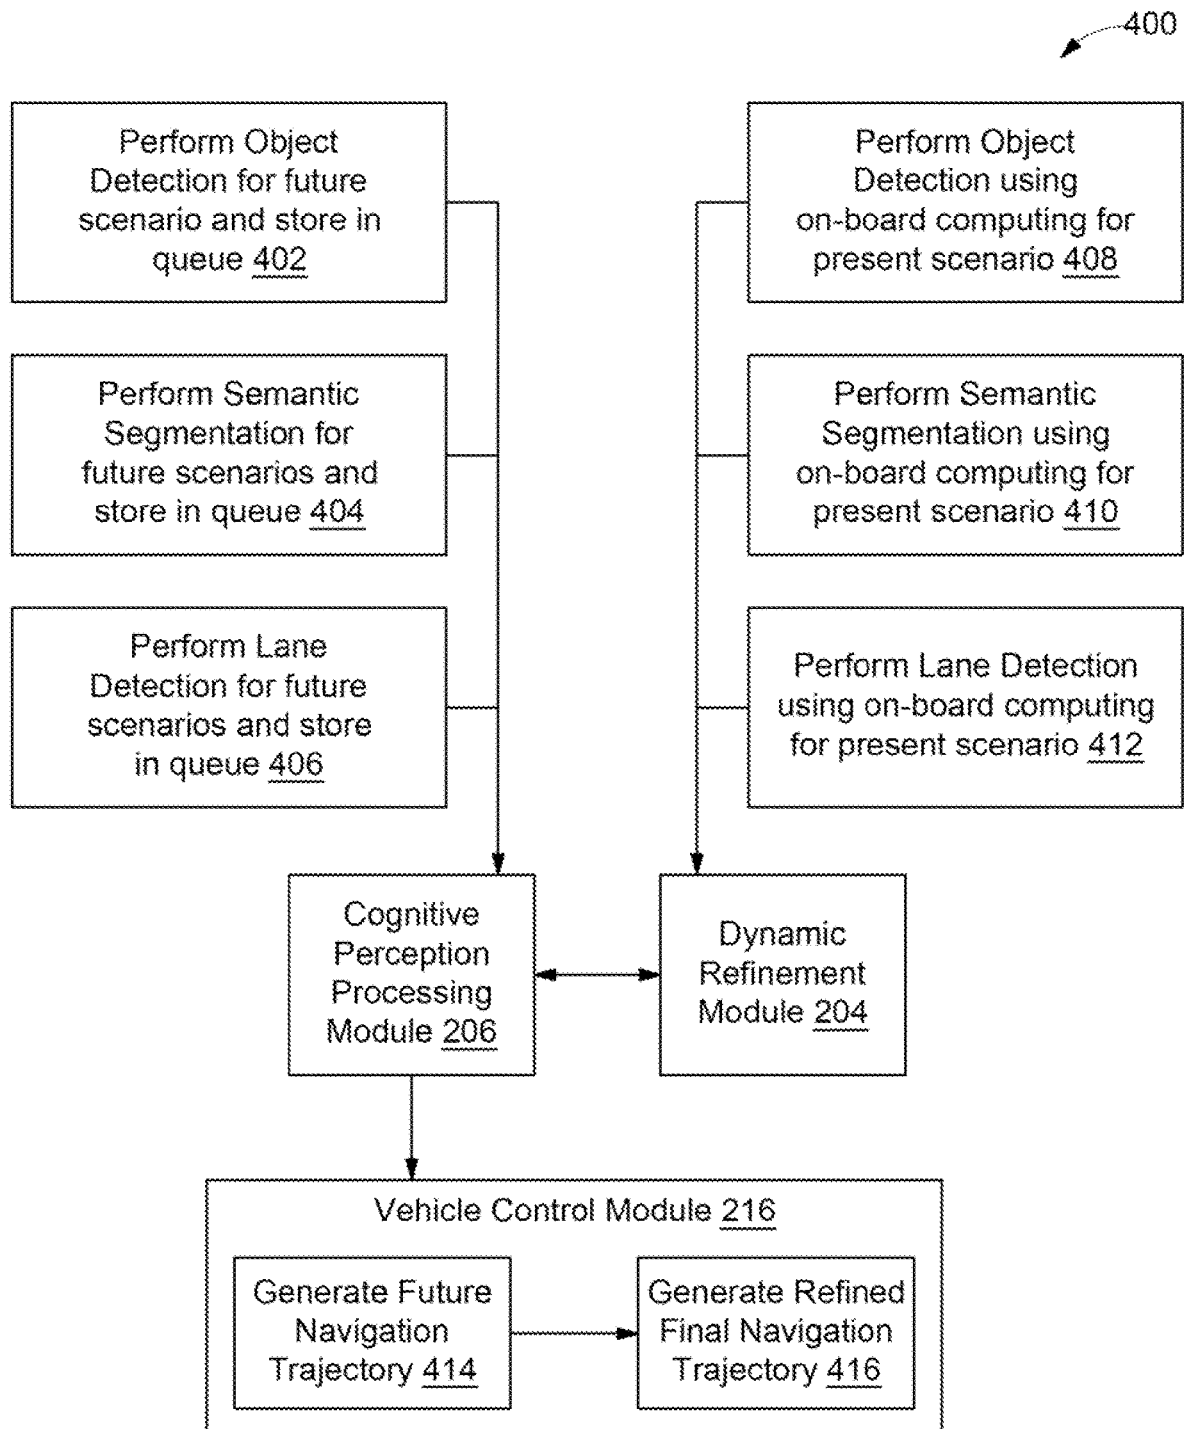 400
Perform Object
Detection for future
scenario and store in
queue 402
Perform Semantic
Segmentation for
future scenarios and
store in queue 404
Perform Lane
Detection for future
scenarios and store
in queue 406
Perform Object
Detection using
on-board computing for
present scenario 408
Perform Semantic
Segmentation using
on-board computing for
present scenario 410
Perform Lane Detection
using on-board computing
for present scenario 412
Cognitive
Perception
Processing
Module 206
Dynamic
Refinement
Module 204
Vehicle Control Module 216
Generate Future
Navigation
Trajectory 414
Generate Refined
Final Navigation
Trajectory 416